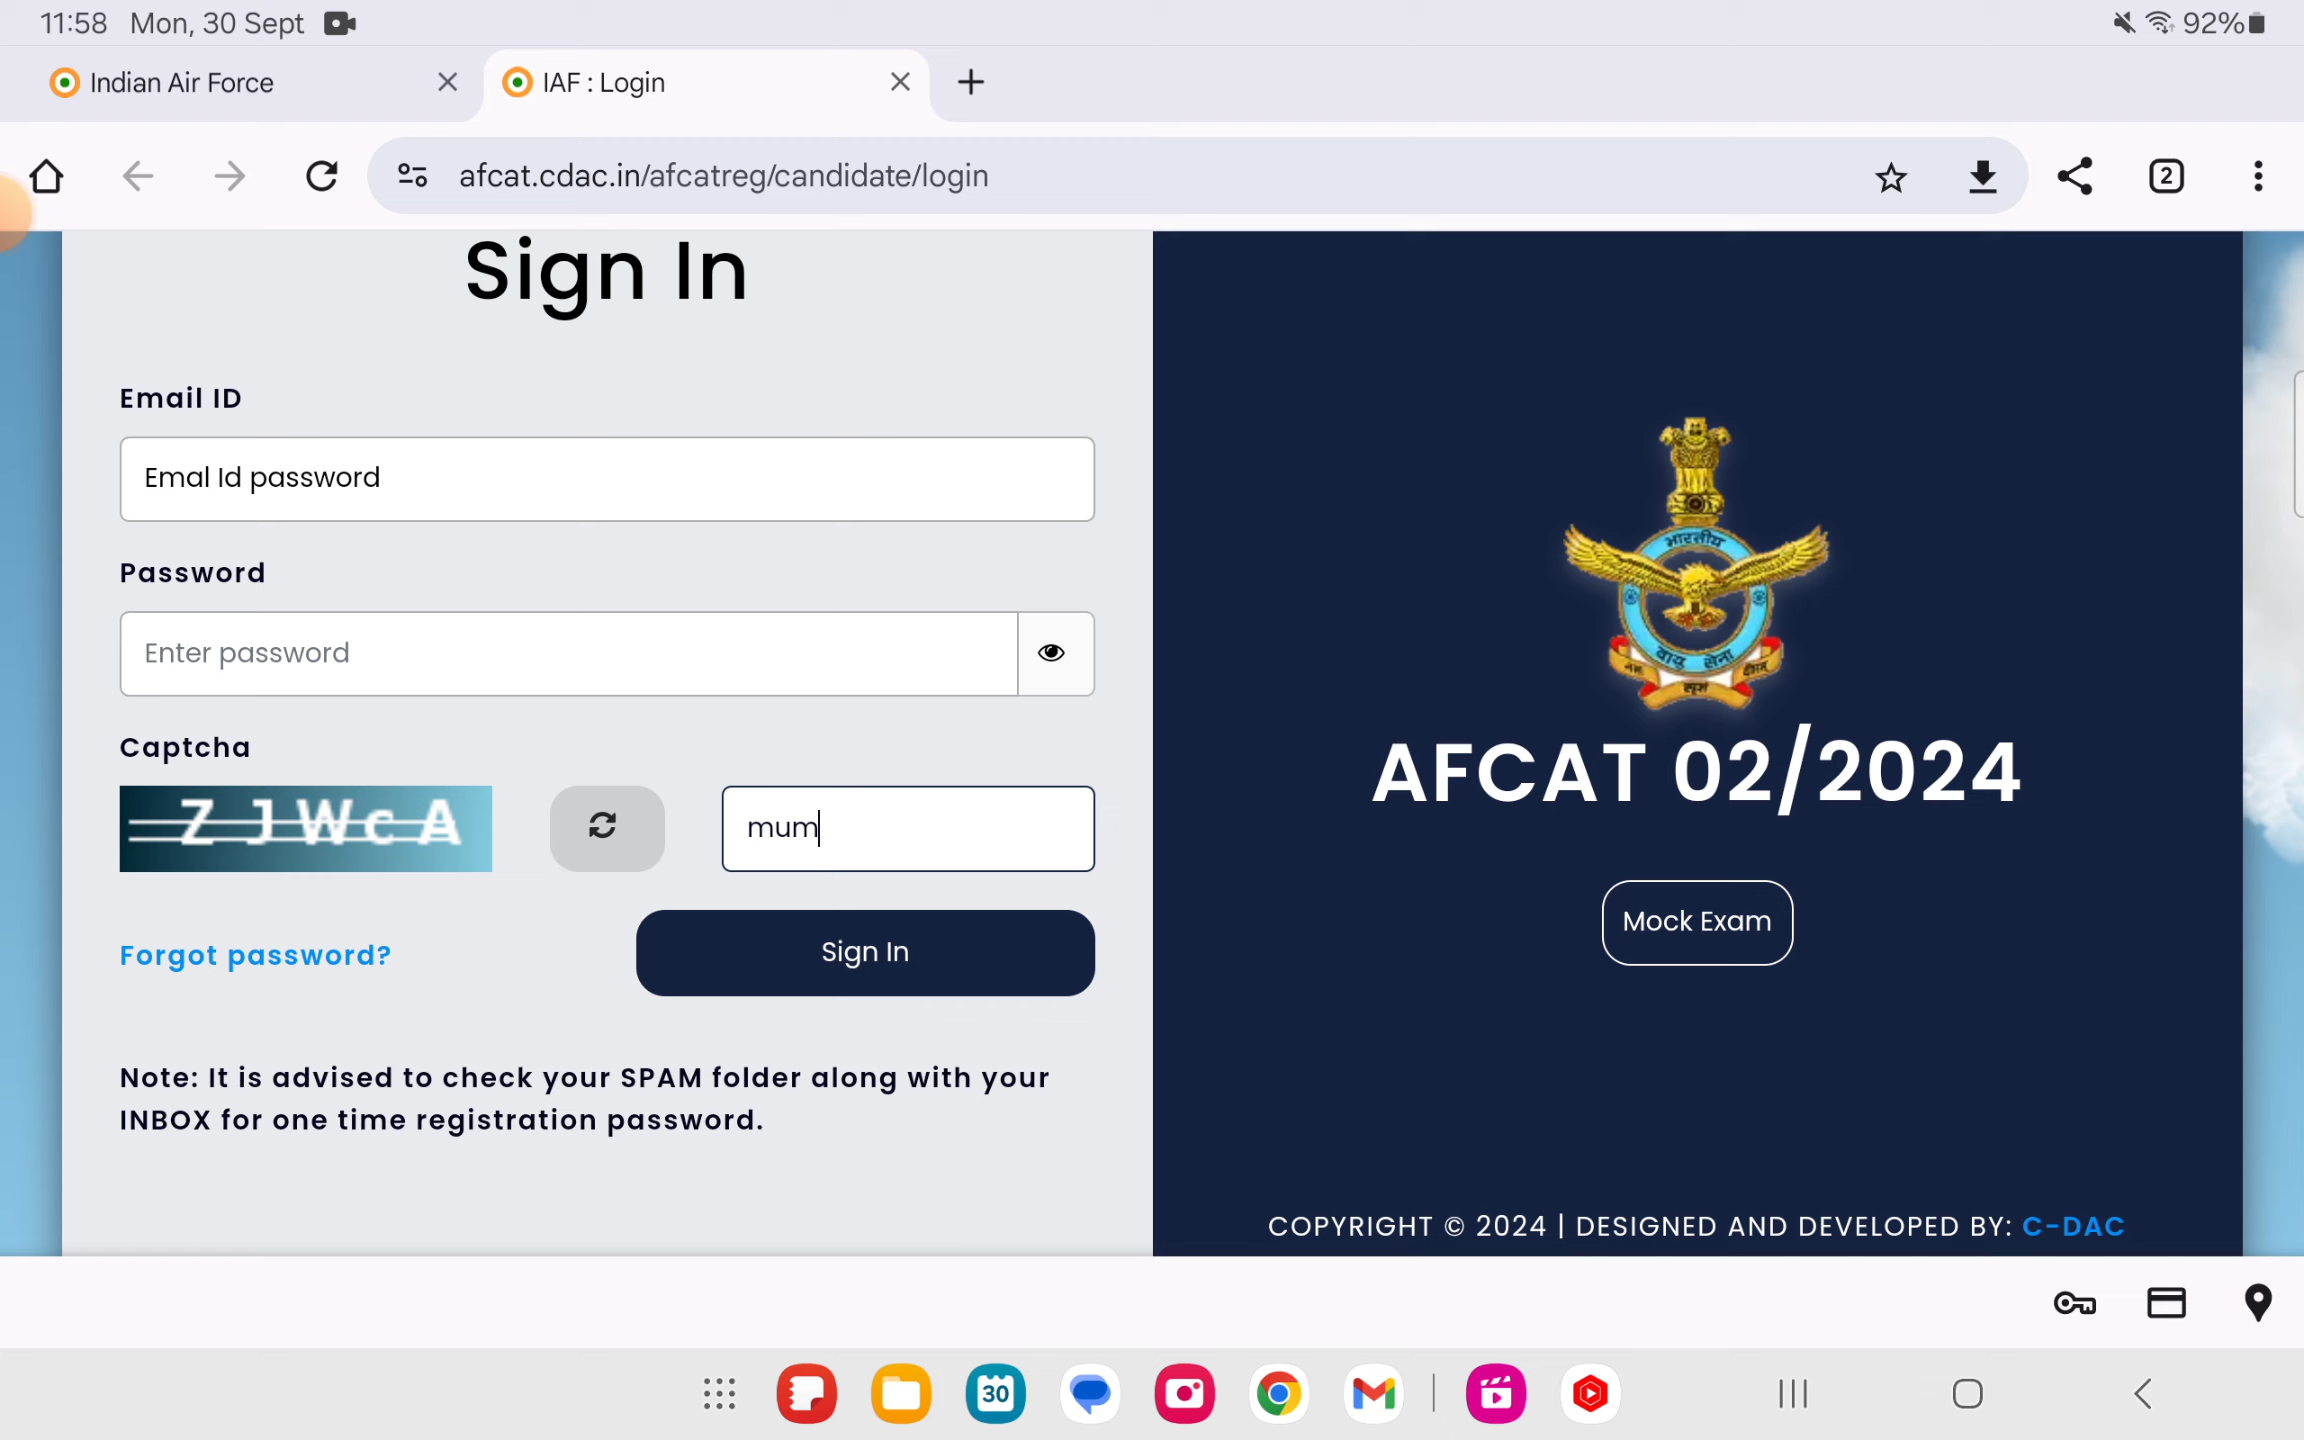 11:58 Mon, 30 Sept 92%
Indian Air Force
IAF : Login
2
afcat.cdac.in/afcatreg/candidate/login
Sign In
Email ID
Emal Id password
Password
Enter password
Captcha
Z J W c A
mum
Forgot password?
Sign In
Note: It is advised to check your SPAM folder along with your
INBOX for one time registration password.
भारतीय
वायु सेना
AFCAT 02/2024
Mock Exam
COPYRIGHT © 2024 | DESIGNED AND DEVELOPED BY: C-DAC
30